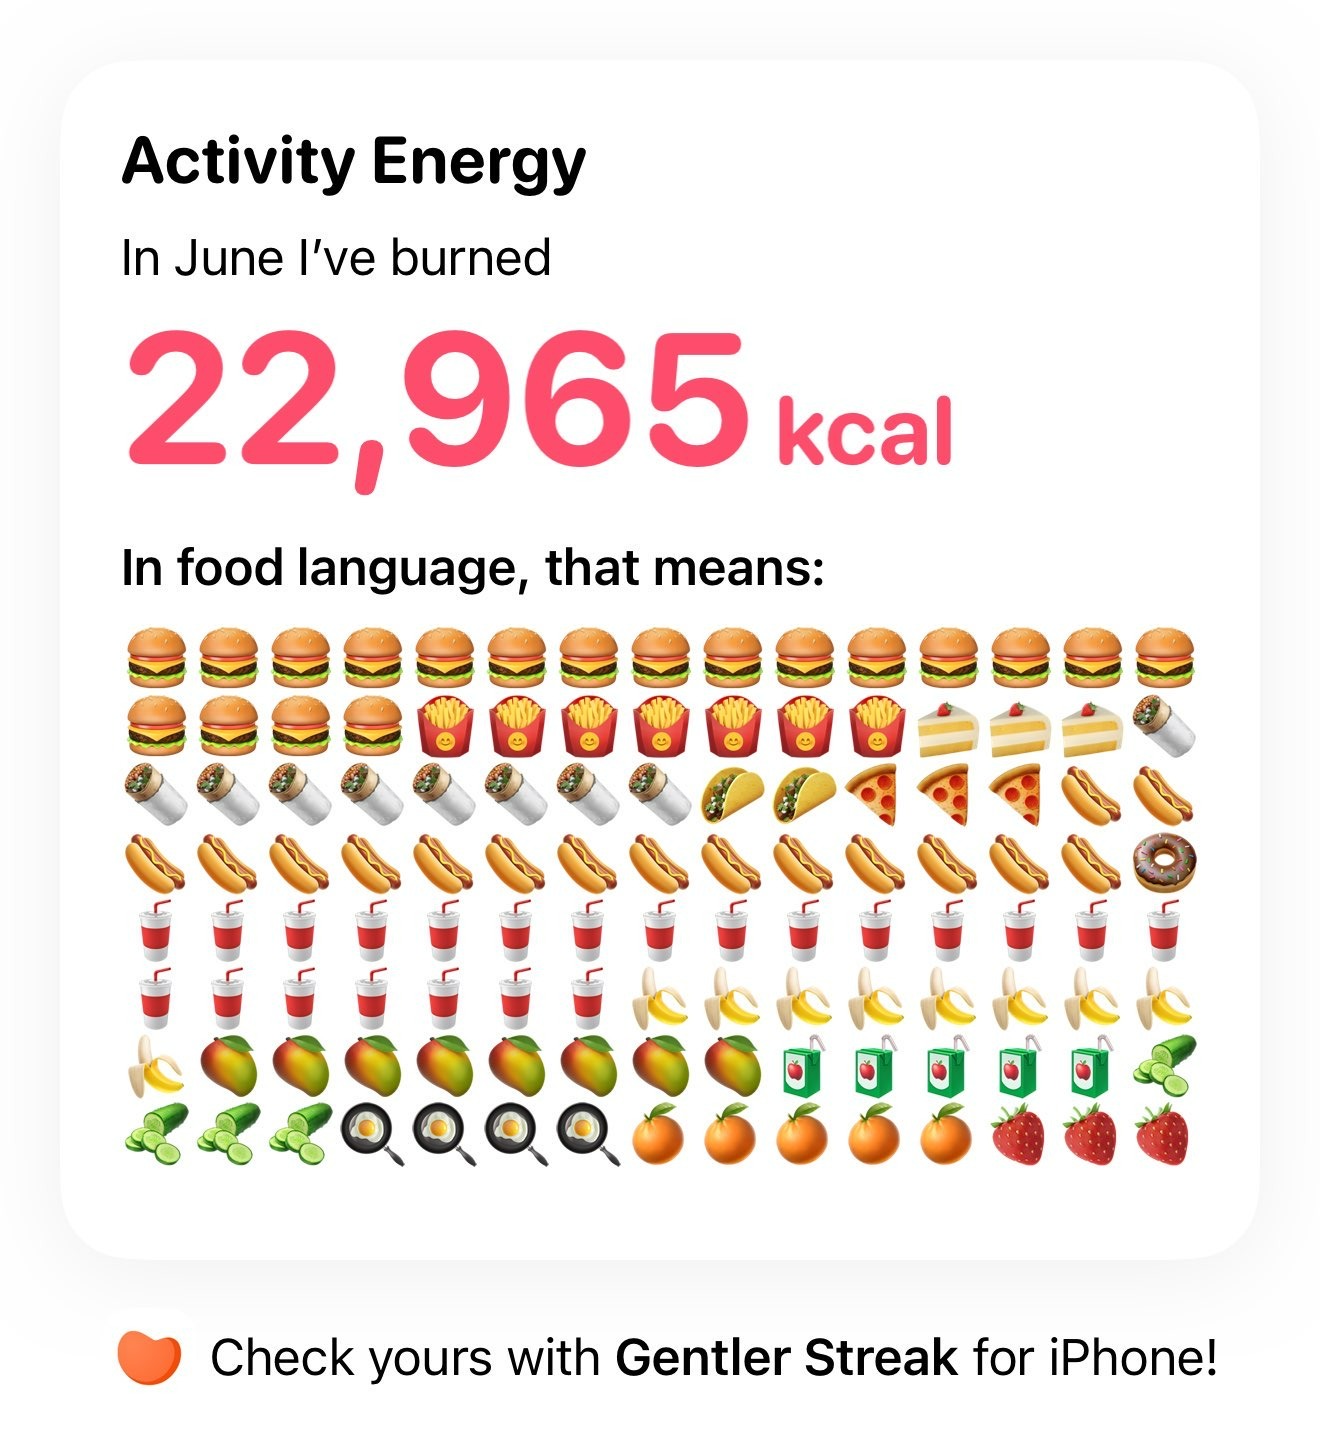 Activity Energy
In June I’ve burned
22,965 kcal
In food language, that means:
Check yours with Gentler Streak for iPhone!